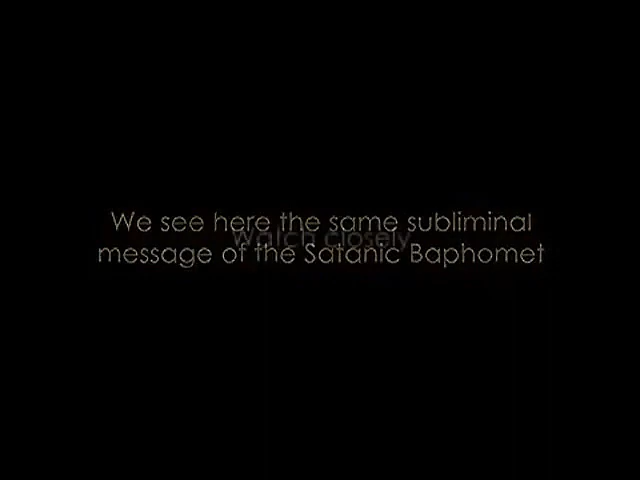 We see here the same subliminal
Watch closely
message of the Satanic Baphomet